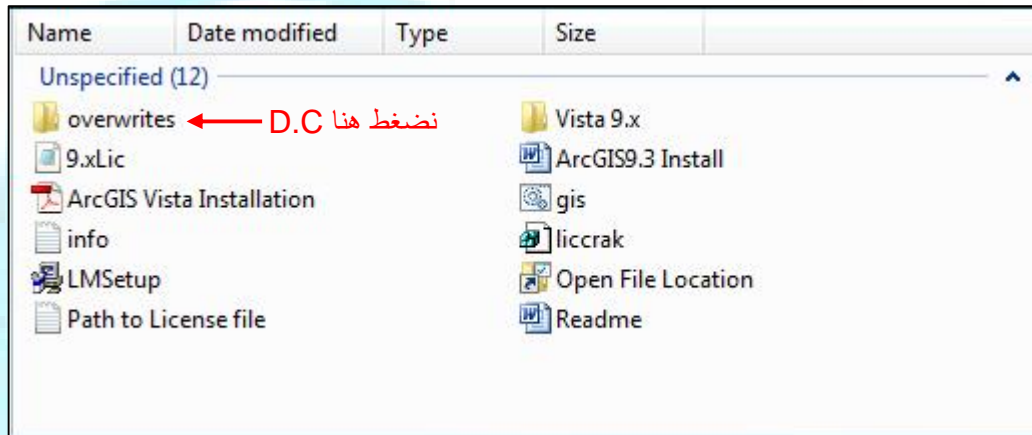 Name Date modified Type Size
Unspecified (12)
overwrites نضغط هنا D.C Vista 9.x
9.xLic ArcGIS9.3 Install
ArcGIS Vista Installation gis
info liccrak
LMSetup Open File Location
Path to License file Readme